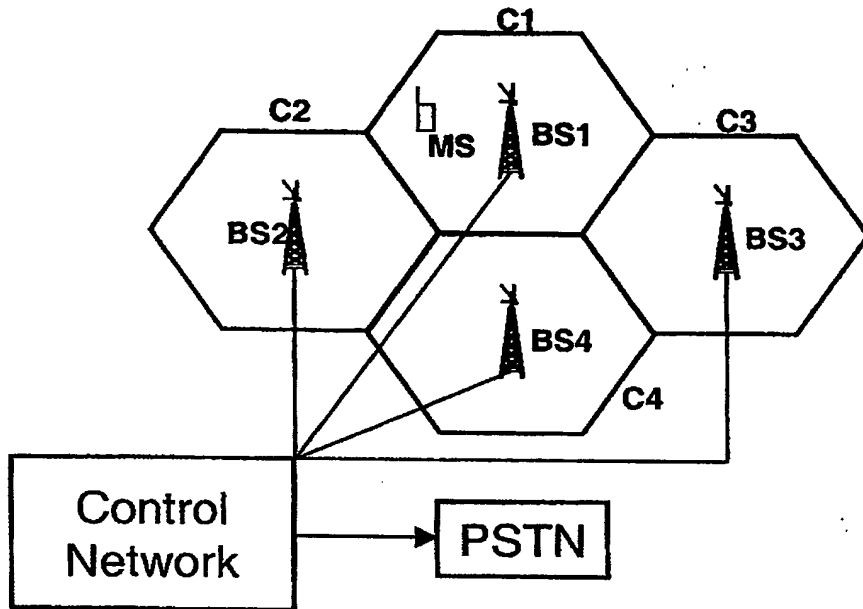 C1
C2
C3
MS
BS1
BS2
BS3
BS4
C4
Control
Network
PSTN